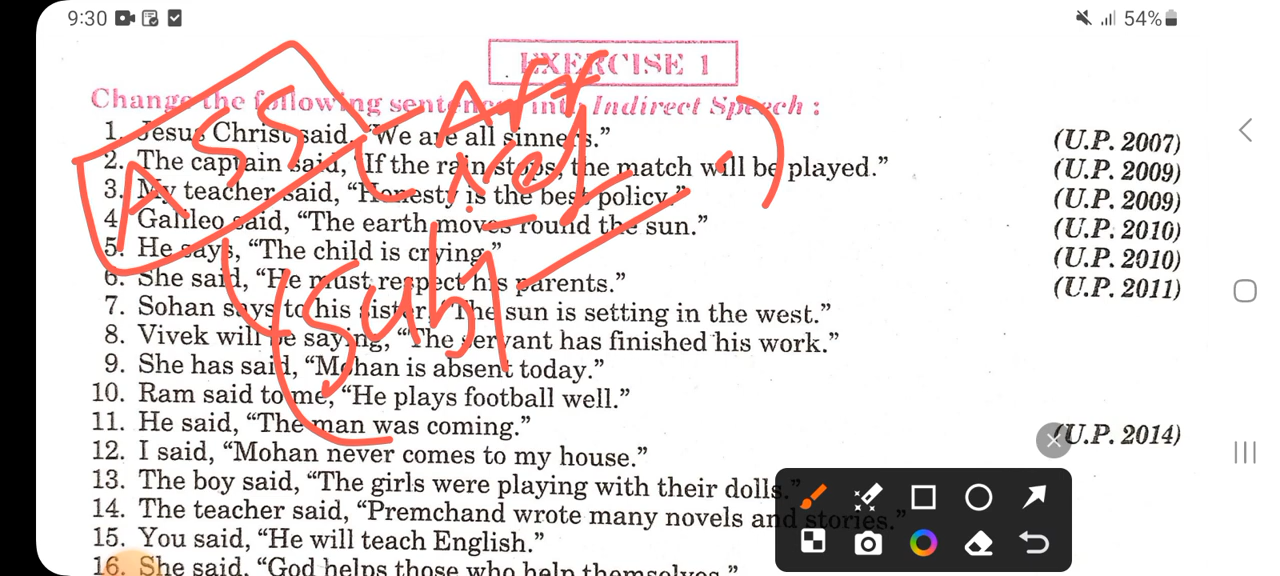 9:30
54%
EXERCISE 1
Change the following sentences into Indirect Speech :
1. Jesus Christ said, “We are all sinners.” (U.P. 2007)
2. The captain said, “If the rain stops, the match will be played.” (U.P. 2009)
3. My teacher said, “Honesty is the best policy.” (U.P. 2009)
4. Galileo said, “The earth moves round the sun.” (U.P. 2010)
5. He says, “The child is crying.” (U.P. 2010)
6. She said, “He must respect his parents.” (U.P. 2011)
7. Sohan says to his sister, “The sun is setting in the west.”
8. Vivek will be saying, “The servant has finished his work.”
9. She has said, “Mohan is absent today.”
10. Ram said to me, “He plays football well.”
11. He said, “The man was coming.” (U.P. 2014)
12. I said, “Mohan never comes to my house.”
13. The boy said, “The girls were playing with their dolls.”
14. The teacher said, “Premchand wrote many novels and stories.”
15. You said, “He will teach English.”
16. She said, “God helps those who help themselves.”
ASS
(Sub